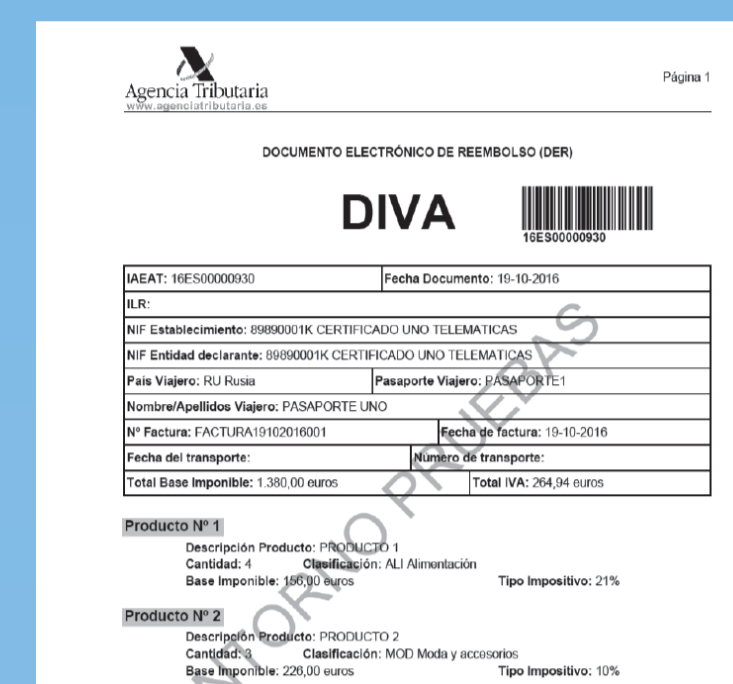 Agencia Tributaria
www.agenciatributaria.es
Página 1
DOCUMENTO ELECTRÓNICO DE REEMBOLSO (DER)
DIVA
16ES00000930
IAEAT: 16ES00000930 Fecha Documento: 19-10-2016
ILR:
NIF Establecimiento: 89890001K CERTIFICADO UNO TELEMATICAS
NIF Entidad declarante: 89890001K CERTIFICADO UNO TELEMATICAS
País Viajero: RU Rusia Pasaporte Viajero: PASAPORTE1
Nombre/Apellidos Viajero: PASAPORTE UNO
Nº Factura: FACTURA19102016001 Fecha de factura: 19-10-2016
Fecha del transporte: Número de transporte:
Total Base Imponible: 1.380,00 euros Total IVA: 264,94 euros
Producto Nº 1
Descripción Producto: PRODUCTO 1
Cantidad: 4 Clasificación: ALI Alimentación
Base Imponible: 156,00 euros Tipo Impositivo: 21%
Producto Nº 2
Descripción Producto: PRODUCTO 2
Cantidad: 3 Clasificación: MOD Moda y accesorios
Base Imponible: 226,00 euros Tipo Impositivo: 10%
NTORNO PRUEBAS